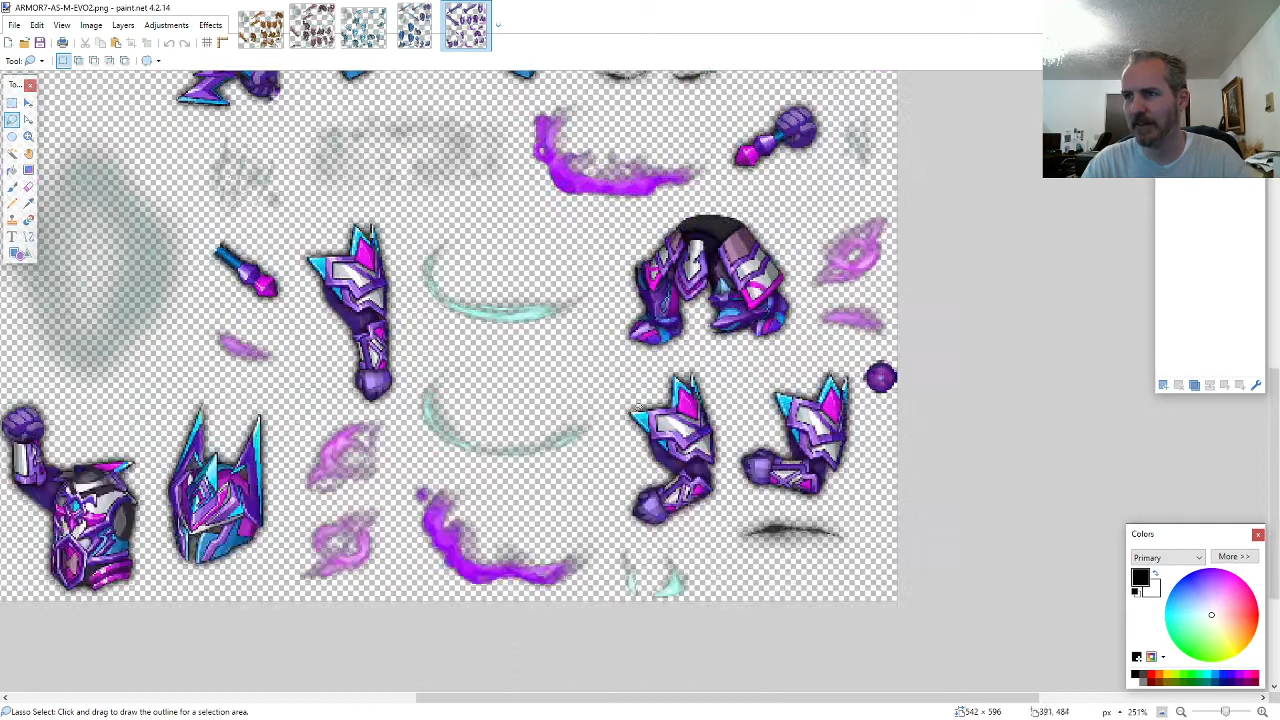 ARMOR7-AS-M-EVO2.png - paint.net 4.2.14
File Edit View Image Layers Adjustments Effects
Tool:
To...
Colors
Primary
More >>
Lasso Select: Click and drag to draw the outline for a selection area.
542 × 596
391, 484
px
251%